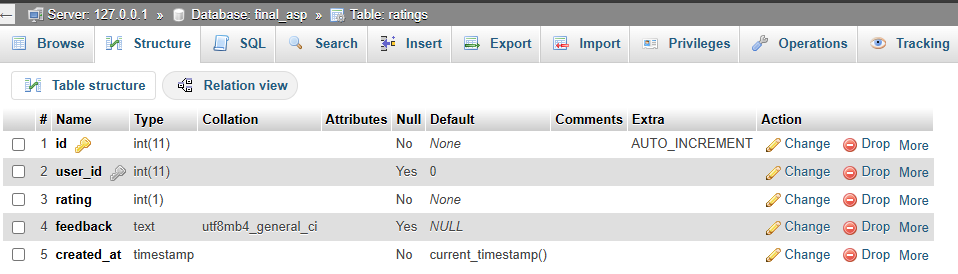 ← Server: 127.0.0.1 » Database: final_asp » Table: ratings
Browse Structure SQL Search Insert Export Import Privileges Operations Tracking
Table structure Relation view
# Name Type Collation Attributes Null Default Comments Extra Action
1 id int(11) No None AUTO_INCREMENT Change Drop More
2 user_id int(11) Yes 0 Change Drop More
3 rating int(1) No None Change Drop More
4 feedback text utf8mb4_general_ci Yes NULL Change Drop More
5 created_at timestamp No current_timestamp() Change Drop More